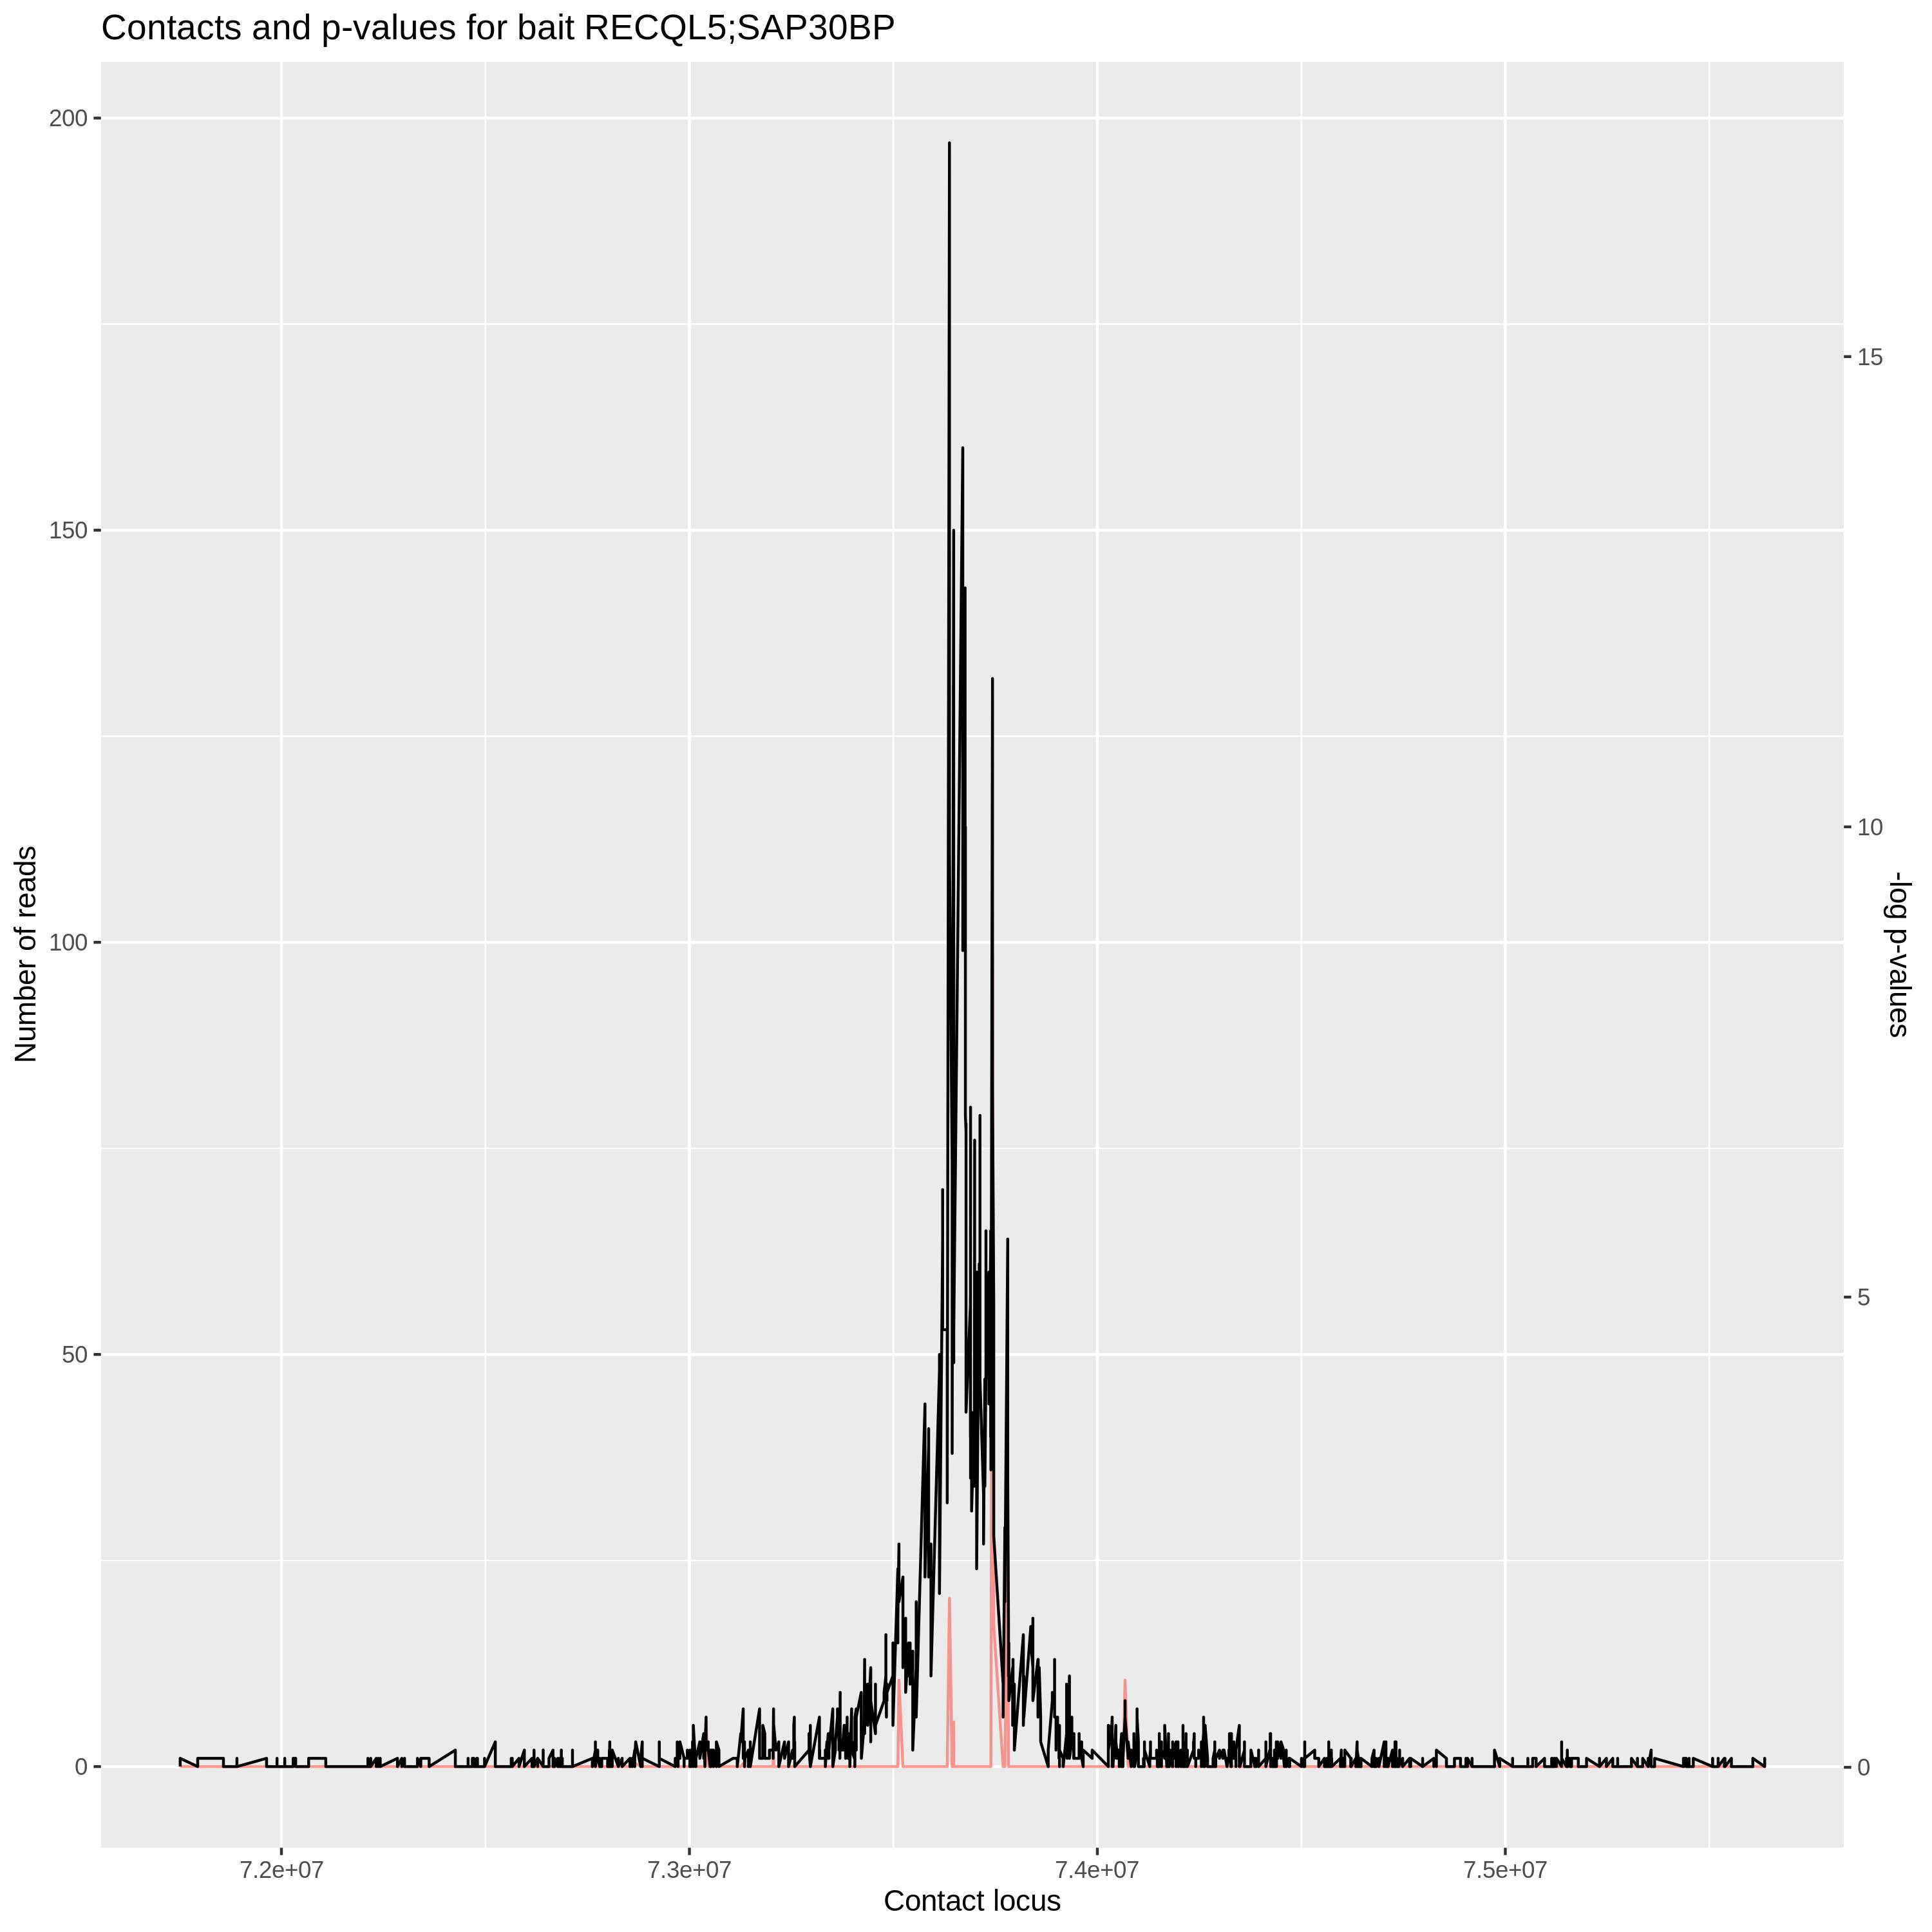 Contacts and p-values for bait RECQL5;SAP30BP
200
150
100
50
0
Number of reads
15
10
5
0
-log p-values
7.2e+07
7.3e+07
7.4e+07
7.5e+07
Contact locus